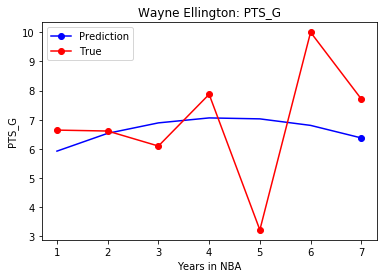 Wayne Ellington: PTS_G
Prediction
True
PTS_G
10
9
8
7
6
5
4
3
1 2 3 4 5 6 7
Years in NBA